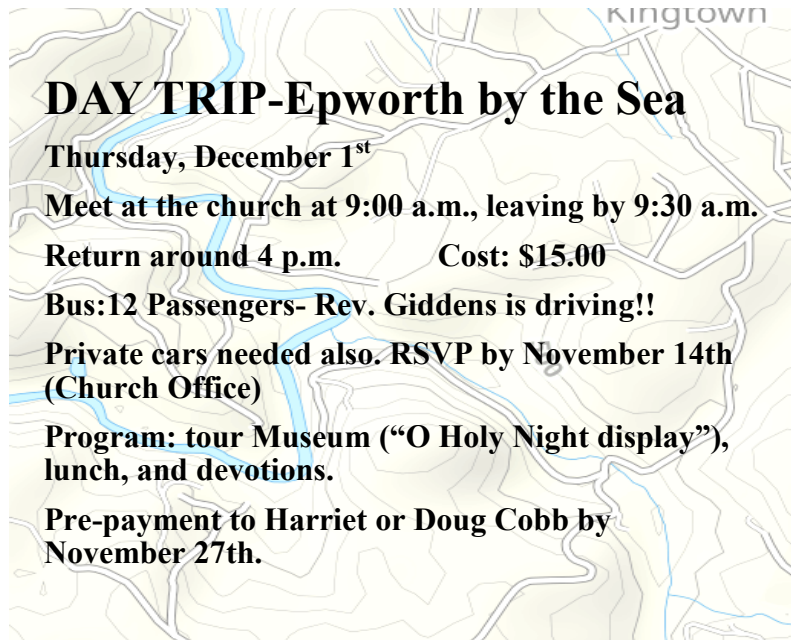 Kingtown
DAY TRIP-Epworth by the Sea
Thursday, December 1st
Meet at the church at 9:00 a.m., leaving by 9:30 a.m.
Return around 4 p.m. Cost: $15.00
Bus:12 Passengers- Rev. Giddens is driving!!
Private cars needed also. RSVP by November 14th
(Church Office)
Program: tour Museum (“O Holy Night display”),
lunch, and devotions.
Pre-payment to Harriet or Doug Cobb by
November 27th.